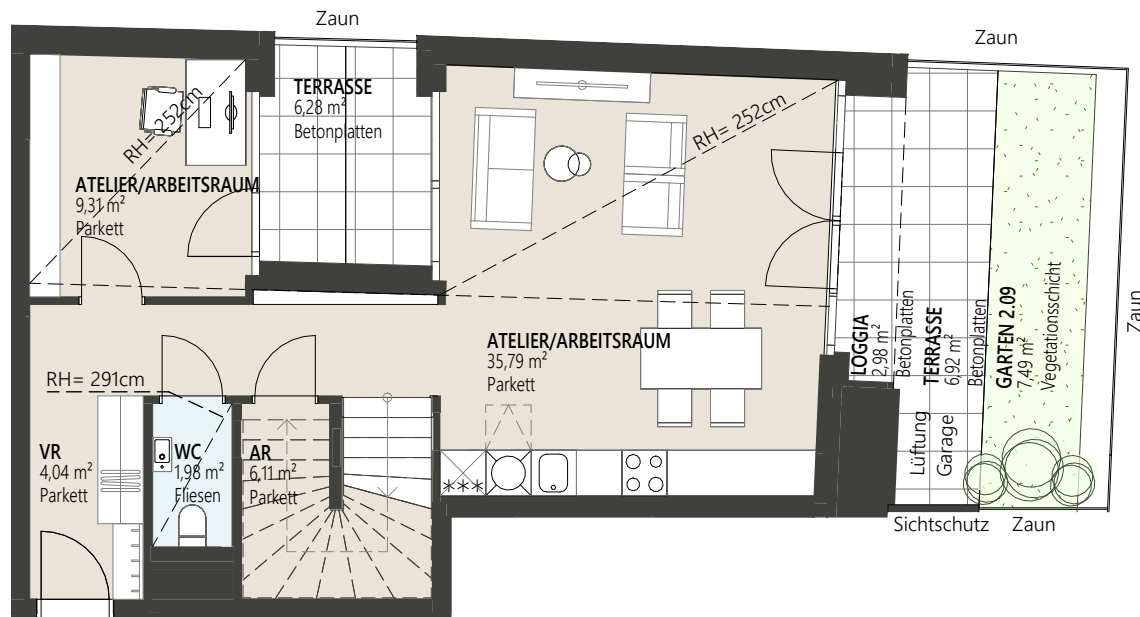 Zaun
Zaun
TERRASSE
6,28 m²
Betonplatten
RH= 252cm
RH= 252cm
ATELIER/ARBEITSRAUM
9,31 m²
Parkett
Zaun
ATELIER/ARBEITSRAUM
35,79 m²
Parkett
LOGGIA
2,98 m²
Betonplatten
TERRASSE
6,92 m²
Betonplatten
GARTEN 2.09
7,49 m²
Vegetationsschicht
RH= 291cm
Lüftung
Garage
VR
4,04 m²
Parkett
WC
1,98 m²
Fliesen
AR
6,11 m²
Parkett
***
Sichtschutz
Zaun